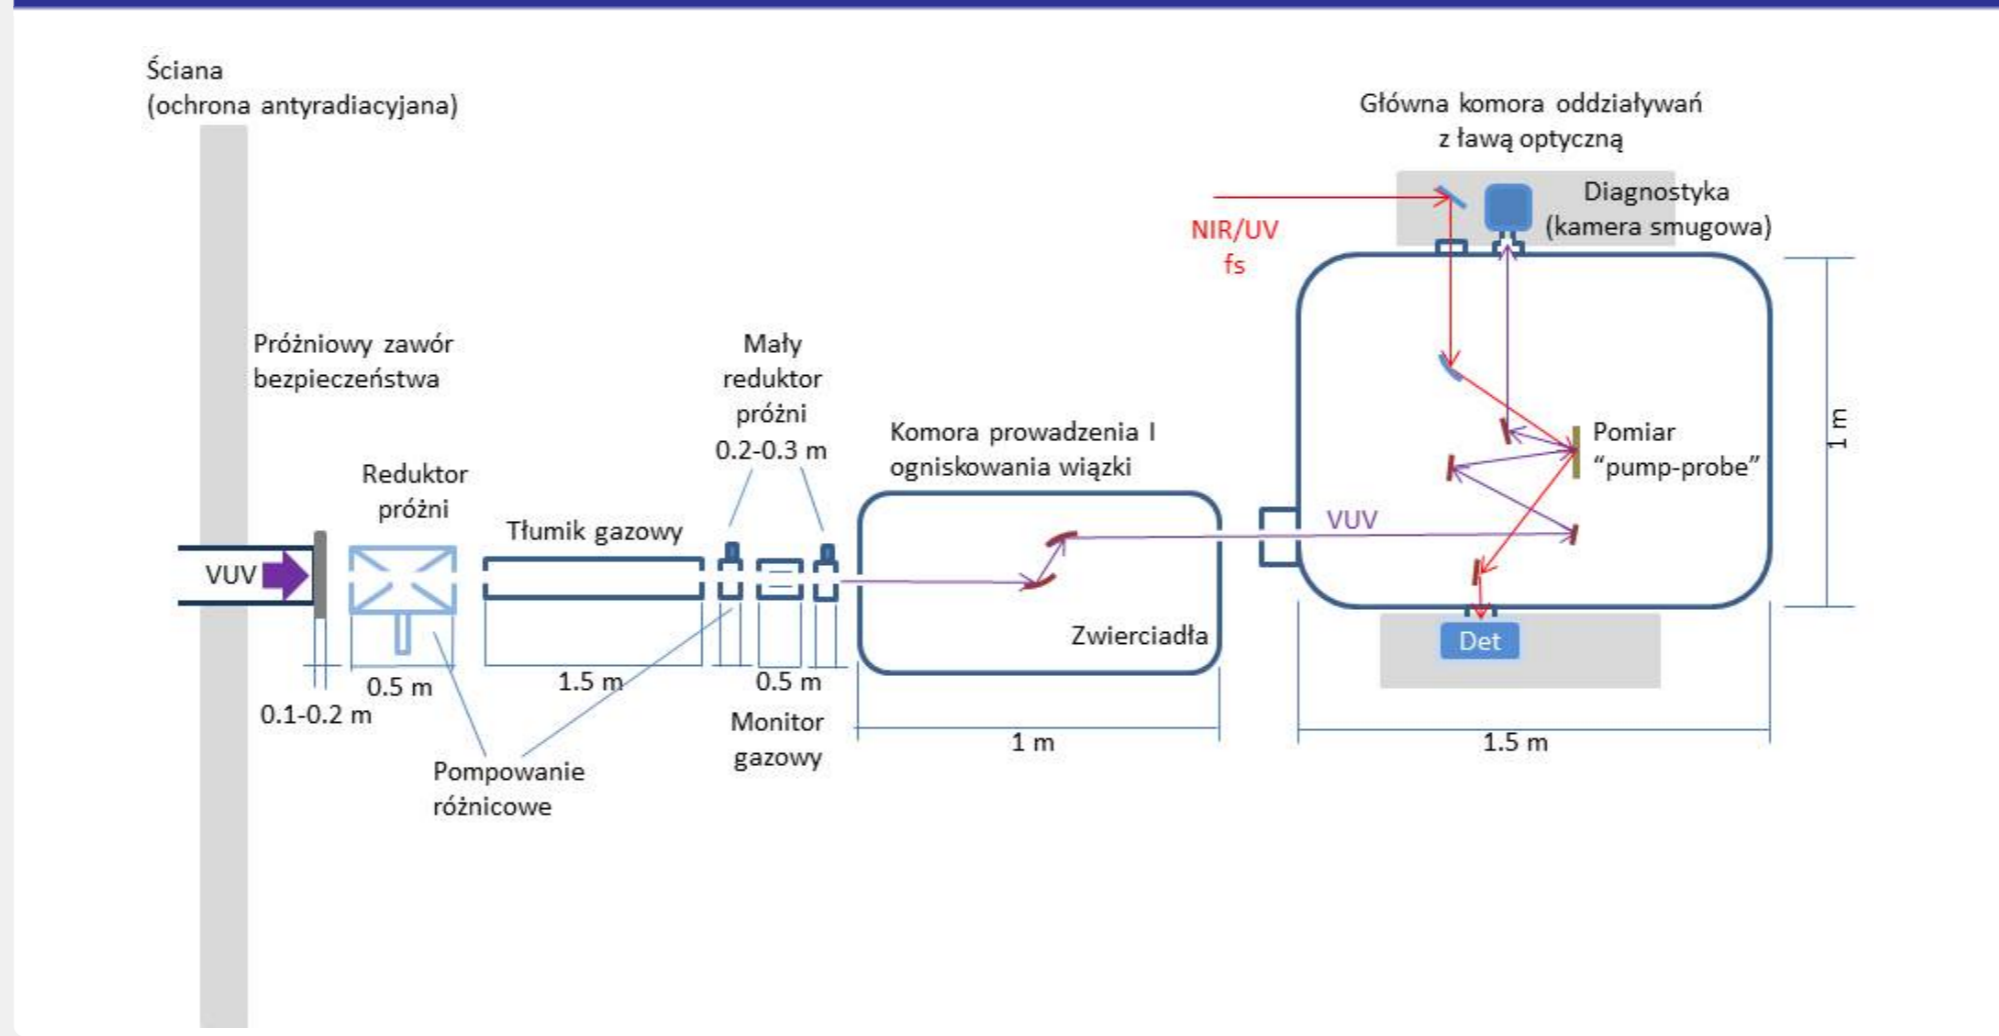 Ściana
(ochrona antyradiacyjana)
Główna komora oddziaływań
z ławą optyczną
Diagnostyka
(kamera smugowa)
NIR/UV
fs
Próżniowy zawór
bezpieczeństwa
Mały
reduktor
próżni
0.2-0.3 m
Reduktor
próżni
Tłumik gazowy
Komora prowadzenia I
ogniskowania wiązki
Pomiar
“pump-probe”
1 m
VUV
VUV
Zwierciadła
Det
0.5 m
1.5 m
0.5 m
0.1-0.2 m
Monitor
gazowy
1 m
1.5 m
Pompowanie
różnicowe